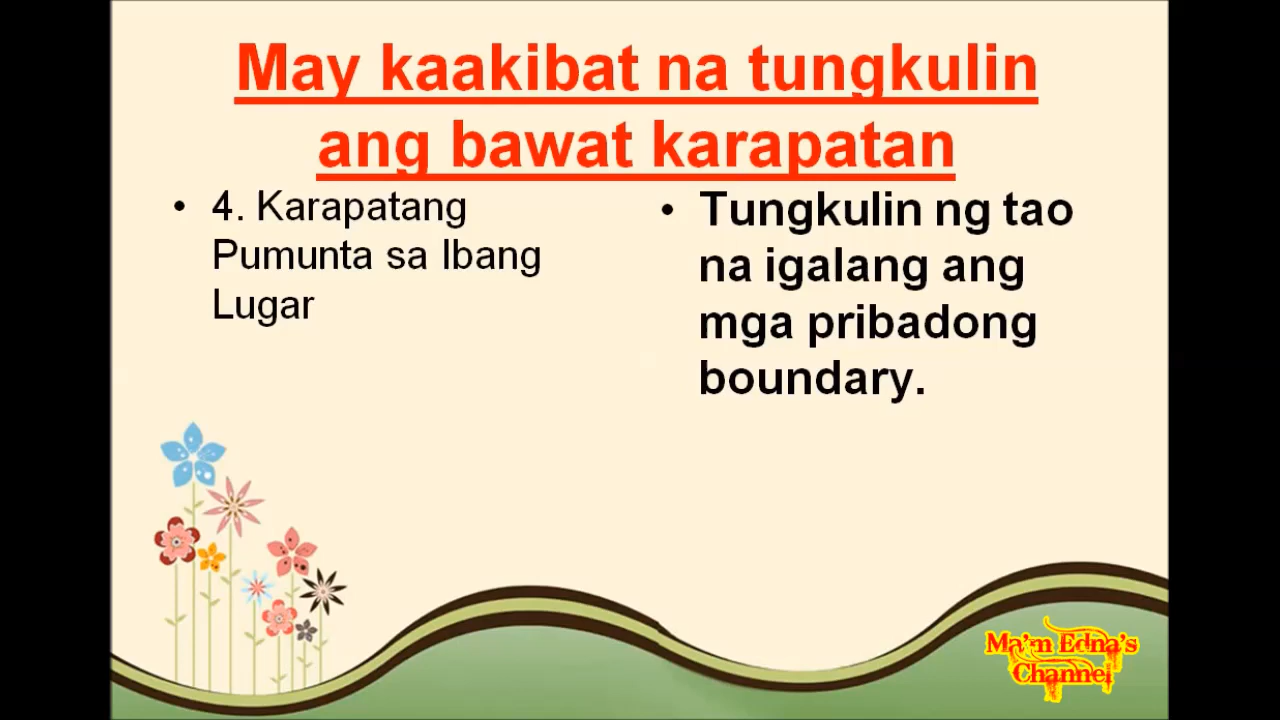 May kaakibat na tungkulin
ang bawat karapatan
• 4. Karapatang
Pumunta sa Ibang
Lugar
• Tungkulin ng tao
na igalang ang
mga pribadong
boundary.
Ma'm Edna's
Channel